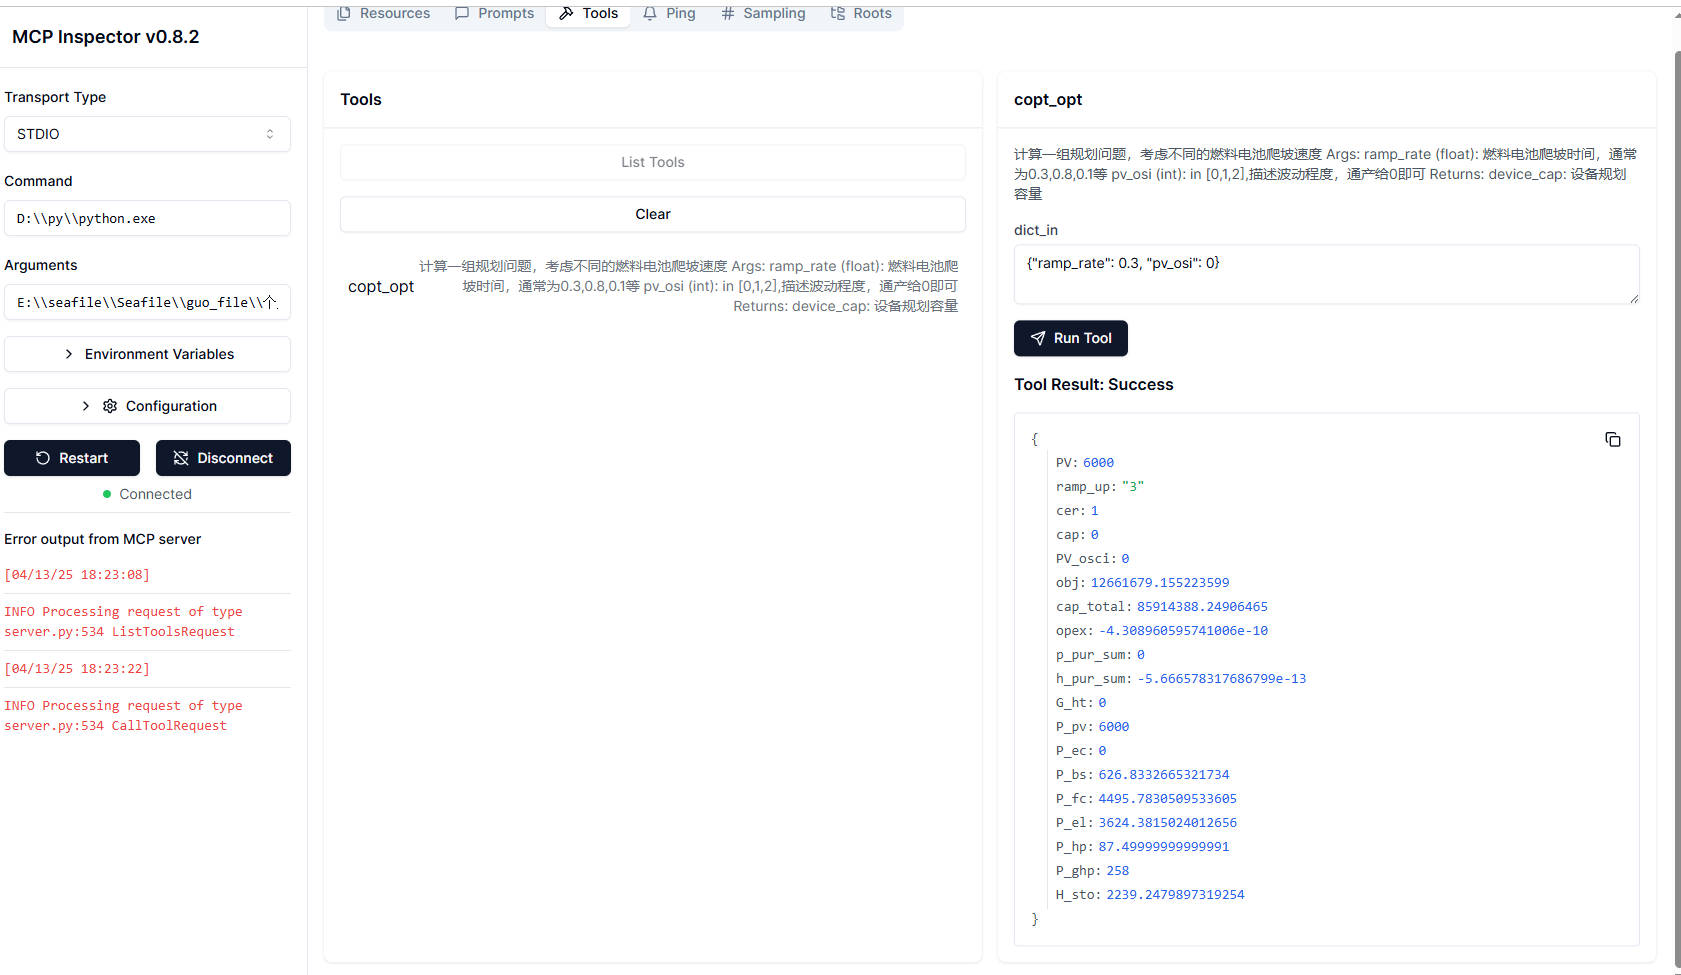 MCP Inspector v0.8.2
Transport Type
STDIO
Command
D:\\py\\python.exe
Arguments
E:\\seafile\\Seafile\\guo_file\\个.
Environment Variables
Configuration
Restart
Disconnect
Connected
Error output from MCP server
[04/13/25 18:23:08]
INFO Processing request of type
server.py:534 ListToolsRequest
[04/13/25 18:23:22]
INFO Processing request of type
server.py:534 CallToolRequest
Resources
Prompts
Tools
Ping
Sampling
Roots
Tools
List Tools
Clear
copt_opt
计算一组规划问题，考虑不同的燃料电池爬坡速度 Args: ramp_rate (float): 燃料电池爬
坡时间，通常为0.3,0.8,0.1等 pv_osi (int): in [0,1,2],描述波动程度，通产给0即可
Returns: device_cap: 设备规划容量
copt_opt
计算一组规划问题，考虑不同的燃料电池爬坡速度 Args: ramp_rate (float): 燃料电池爬坡时间，通常
为0.3,0.8,0.1等 pv_osi (int): in [0,1,2],描述波动程度，通产给0即可 Returns: device_cap: 设备规划
容量
dict_in
{"ramp_rate": 0.3, "pv_osi": 0}
Run Tool
Tool Result: Success
{
PV: 6000
ramp_up: "3"
cer: 1
cap: 0
PV_osci: 0
obj: 12661679.155223599
cap_total: 85914388.24906465
opex: -4.308960595741006e-10
p_pur_sum: 0
h_pur_sum: -5.666578317686799e-13
G_ht: 0
P_pv: 6000
P_ec: 0
P_bs: 626.8332665321734
P_fc: 4495.7830509533605
P_el: 3624.3815024012656
P_hp: 87.49999999999991
P_ghp: 258
H_sto: 2239.2479897319254
}